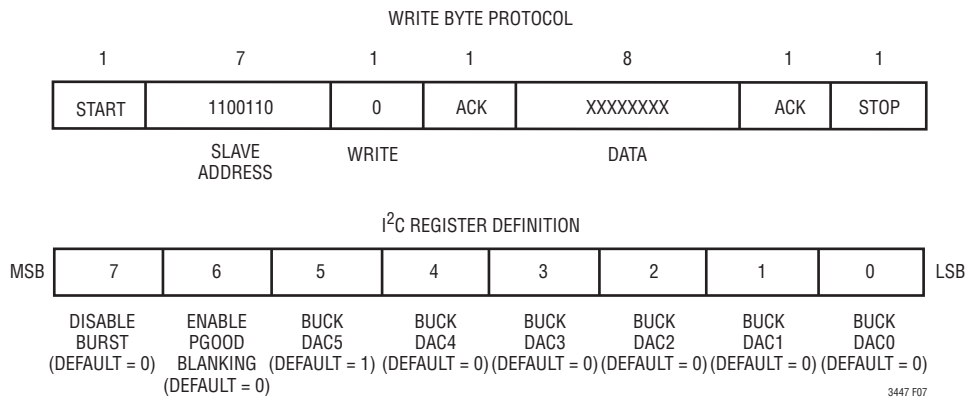 WRITE BYTE PROTOCOL
1 7 1 1 8 1 1
START 1100110 0 ACK XXXXXXXX ACK STOP
SLAVE ADDRESS WRITE DATA
I²C REGISTER DEFINITION
MSB 7 6 5 4 3 2 1 0 LSB
DISABLE BURST (DEFAULT = 0)
ENABLE PGOOD BLANKING (DEFAULT = 0)
BUCK DAC5 (DEFAULT = 1)
BUCK DAC4 (DEFAULT = 0)
BUCK DAC3 (DEFAULT = 0)
BUCK DAC2 (DEFAULT = 0)
BUCK DAC1 (DEFAULT = 0)
BUCK DAC0 (DEFAULT = 0)
3447 F07